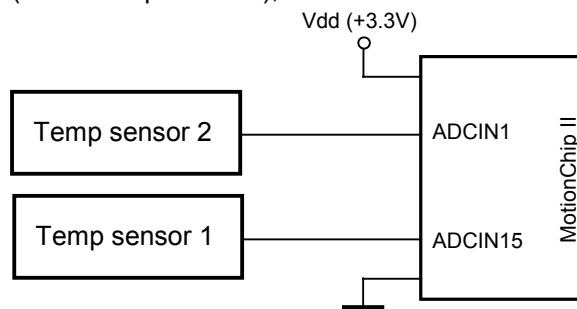 Vdd (+3.3V)
Temp sensor 2
ADCIN1
MotionChip II
Temp sensor 1
ADCIN15